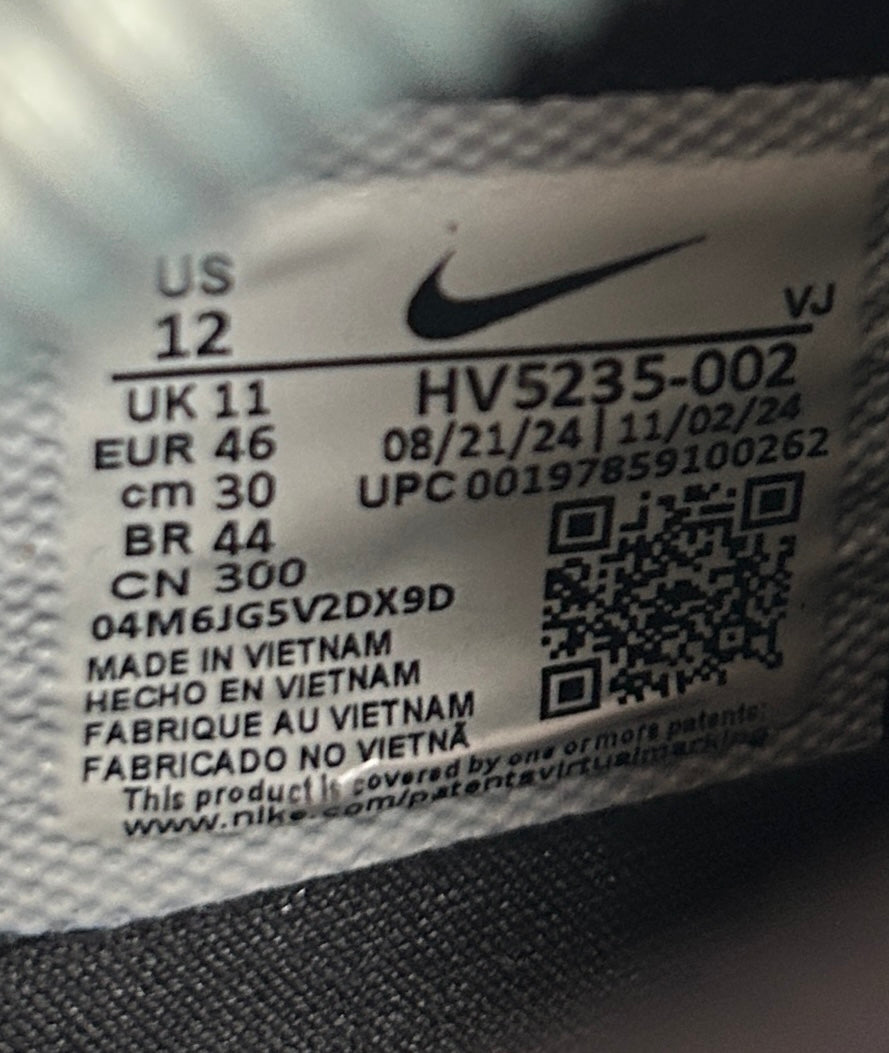 US
12
VJ
UK 11
EUR 46
cm 30
BR 44
CN 300
HV5235-002
08/21/24 | 11/02/24
UPC 00197859100262
04M6JG5V2DX9D
MADE IN VIETNAM
HECHO EN VIETNAM
FABRIQUE AU VIETNAM
FABRICADO NO VIETNÃ
This product is covered by one or more patents:
www.nike.com/patentsvirtualmarking